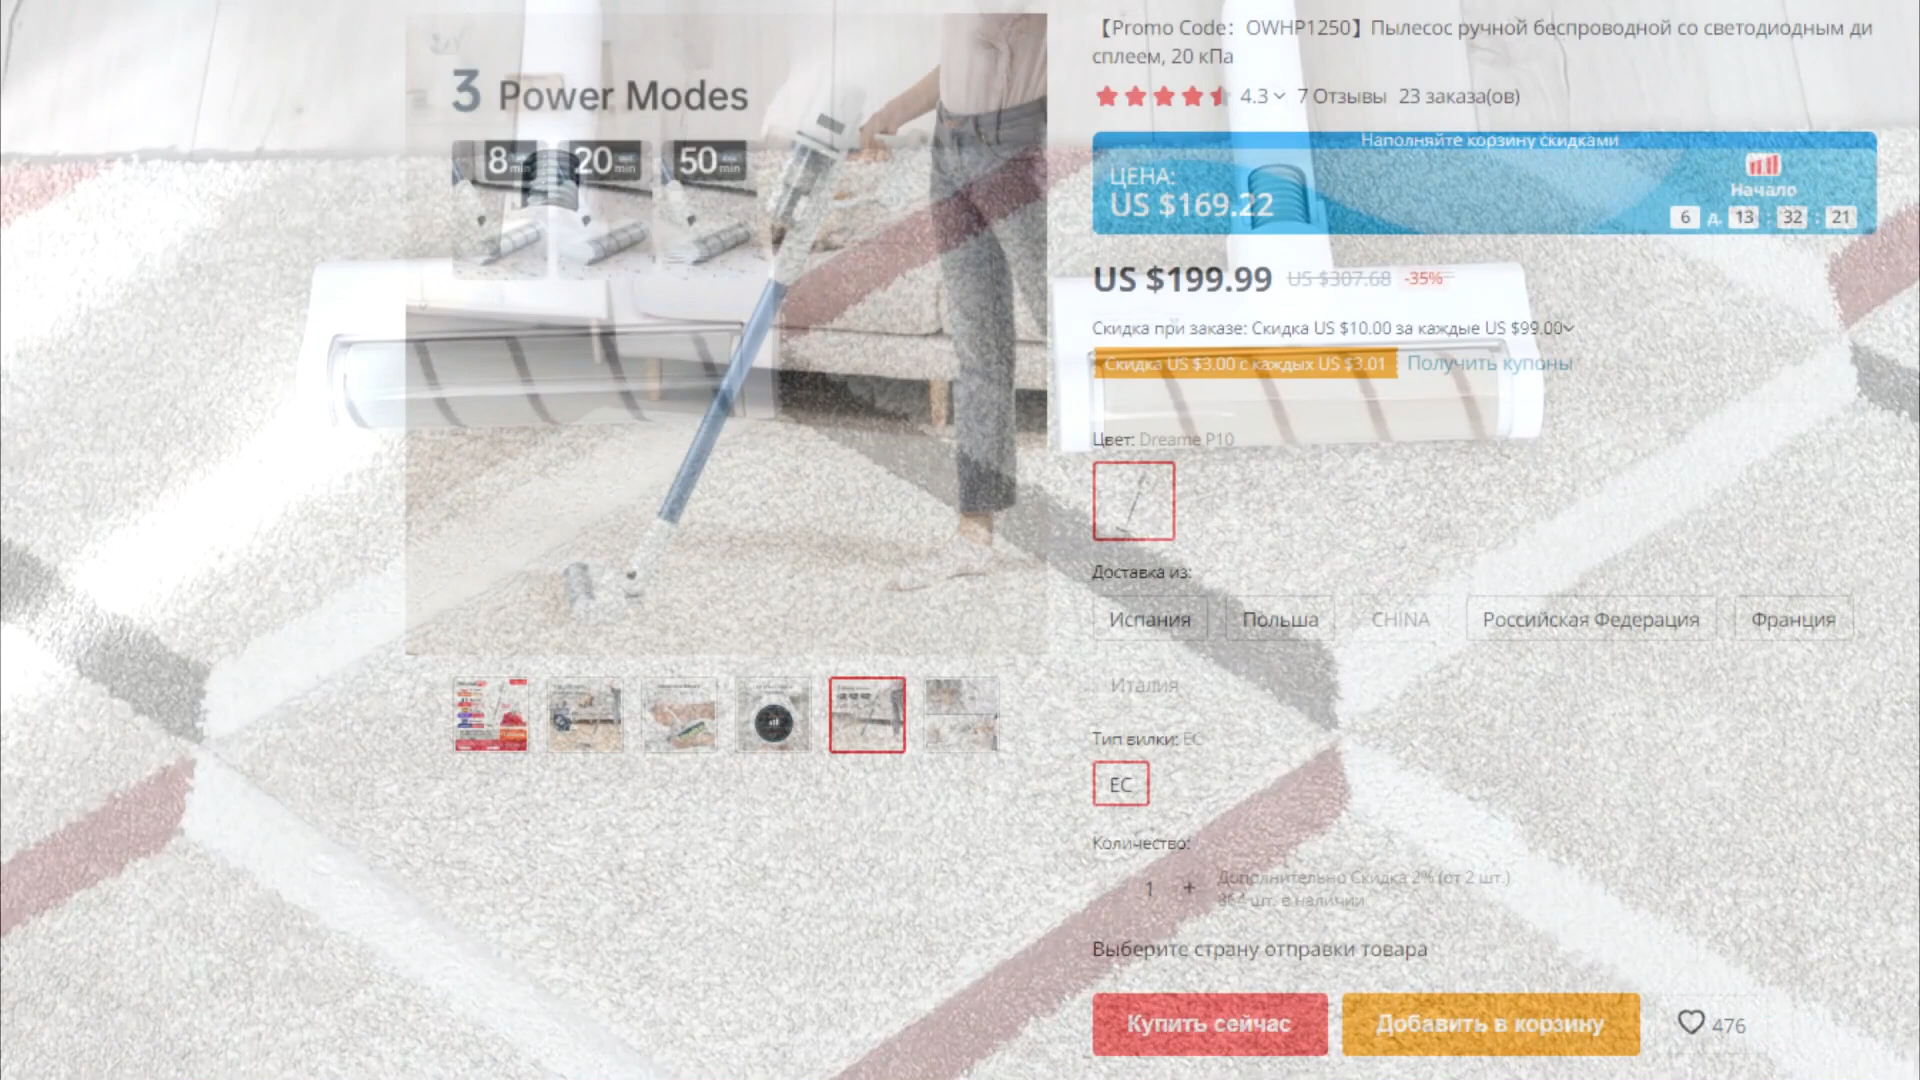 3 Power Modes
8 min
20 min
50 min
【Promo Code: OWHP1250】Пылесос ручной беспроводной со светодиодным ди
сплеем, 20 кПа
4.3 7 Отзывы 23 заказа(ов)
Наполняйте корзину скидками
ЦЕНА:
US $169.22
Начало
6 д. 13 : 32 : 21
US $199.99 US $307.68 -35%
Скидка при заказе: Скидка US $10.00 за каждые US $99.00
Скидка US $3.00 с каждых US $3.01 Получить купоны
Цвет: Dreame P10
Доставка из:
Испания Польша CHINA Российская Федерация Франция
Италия
Тип вилки: ЕС
ЕС
Количество:
1 + Дополнительно Скидка 2% (от 2 шт.)
шт. в наличии
Выберите страну отправки товара
Купить сейчас Добавить в корзину 476